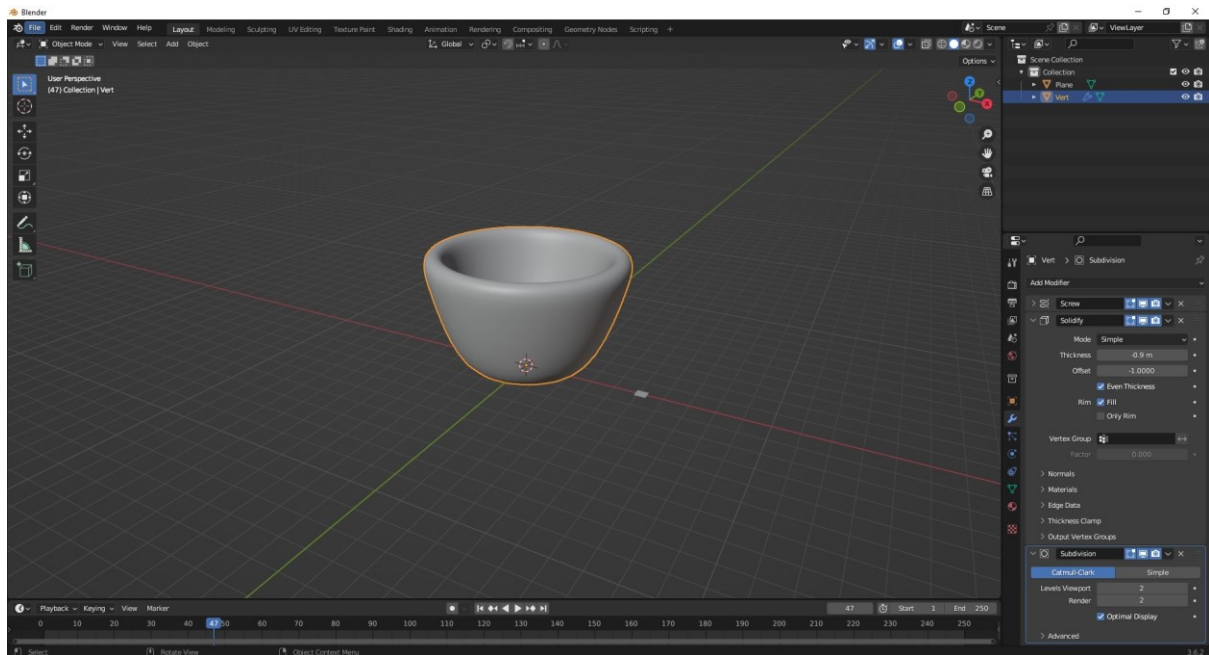 Blender
File Edit Render Window Help Layout Modeling Sculpting UV Editing Texture Paint Shading Animation Rendering Compositing Geometry Nodes Scripting + Scene ViewLayer
Object Mode View Select Add Object Global
Options
User Perspective
(47) Collection | Vert
Z
Y
X
Scene Collection
Collection
Plane
Vert
Vert > Subdivision
Add Modifier
Screw
Solidify
Mode Simple
Thickness -0.9 m
Offset -1.0000
Even Thickness
Rim Fill
Only Rim
Vertex Group
Factor 0.000
Normals
Materials
Edge Data
Thickness Clamp
Output Vertex Groups
Subdivision
Catmull-Clark Simple
Levels Viewport 2
Render 2
Optimal Display
Advanced
Playback Keying View Marker 47 Start 1 End 250
0 10 20 30 40 47 50 60 70 80 90 100 110 120 130 140 150 160 170 180 190 200 210 220 230 240 250
Select Rotate View Object Context Menu 3.6.2